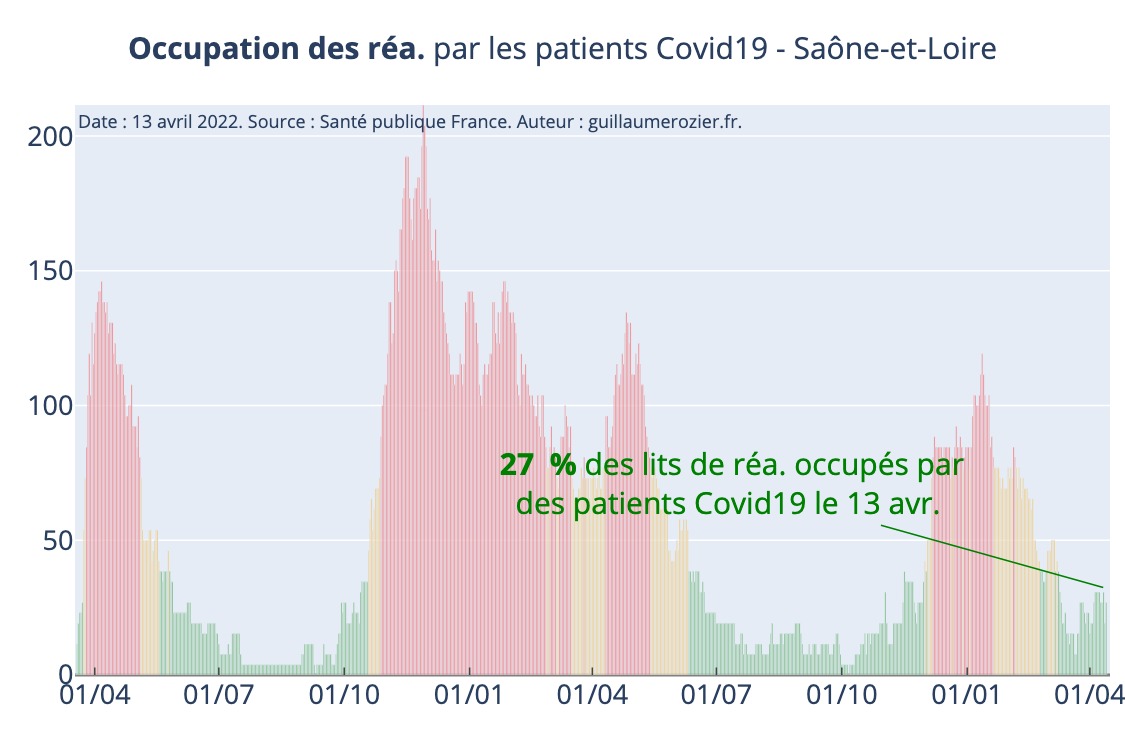 Occupation des réa. par les patients Covid19 - Saône-et-Loire
Date : 13 avril 2022. Source : Santé publique France. Auteur : guillaumerozier.fr.
200
150
100
50
0
27 % des lits de réa. occupés par
des patients Covid19 le 13 avr.
01/04 01/07 01/10 01/01 01/04 01/07 01/10 01/01 01/04